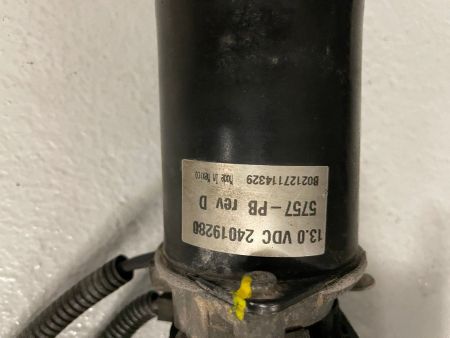 13.0 VDC 24019280
5757-PB rev D
B02127114329 Made In Mexico